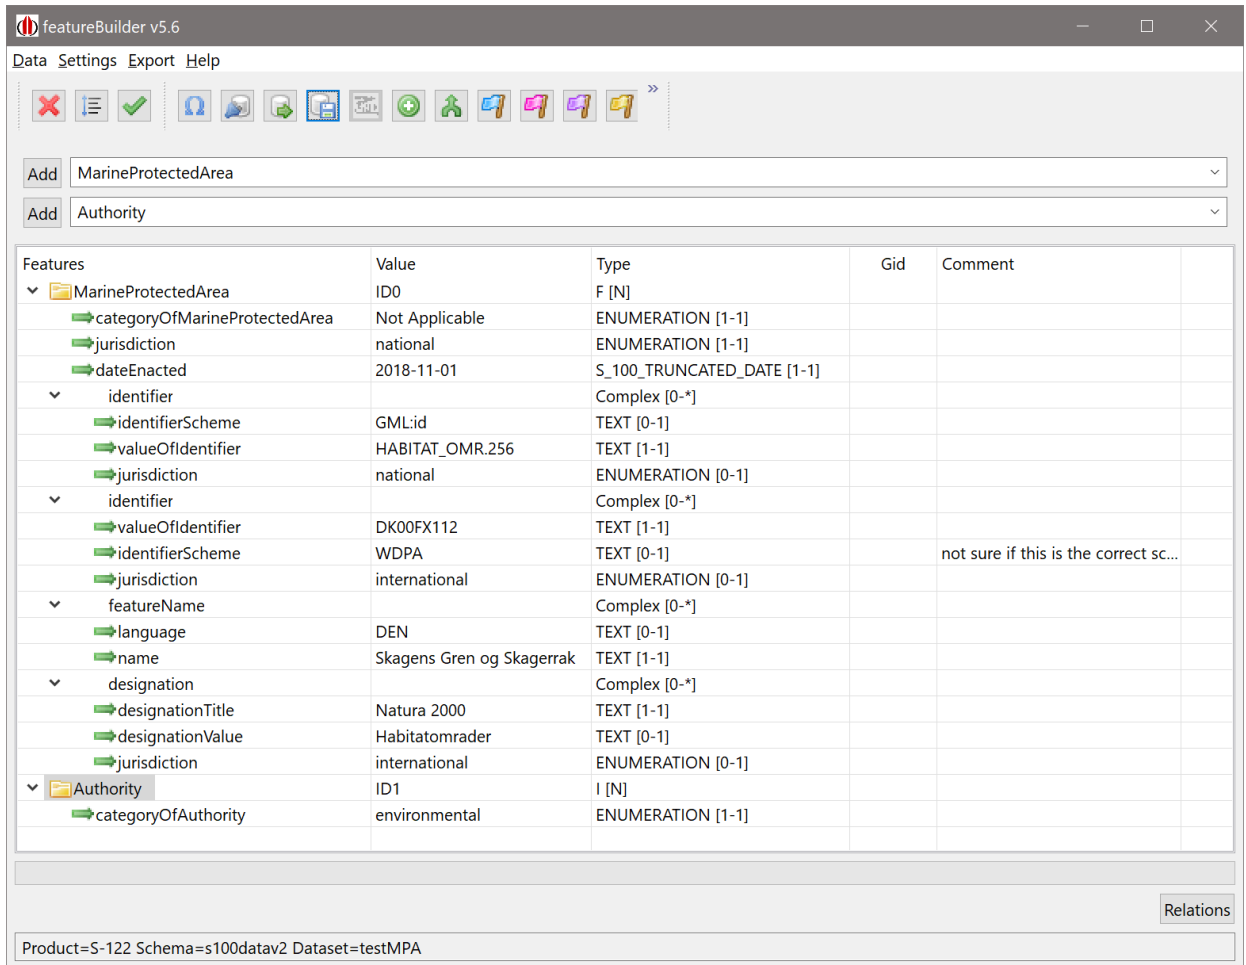 featureBuilder v5.6
Data Settings Export Help
Add MarineProtectedArea
Add Authority
Features Value Type Gid Comment
MarineProtectedArea ID0 F [N]
categoryOfMarineProtectedArea Not Applicable ENUMERATION [1-1]
jurisdiction national ENUMERATION [1-1]
dateEnacted 2018-11-01 S_100_TRUNCATED_DATE [1-1]
identifier Complex [0-*]
identifierScheme GML:id TEXT [0-1]
valueOfIdentifier HABITAT_OMR.256 TEXT [1-1]
jurisdiction national ENUMERATION [0-1]
identifier Complex [0-*]
valueOfIdentifier DK00FX112 TEXT [1-1]
identifierScheme WDPA TEXT [0-1] not sure if this is the correct sc...
jurisdiction international ENUMERATION [0-1]
featureName Complex [0-*]
language DEN TEXT [0-1]
name Skagens Gren og Skagerrak TEXT [1-1]
designation Complex [0-*]
designationTitle Natura 2000 TEXT [1-1]
designationValue Habitatomrader TEXT [0-1]
jurisdiction international ENUMERATION [0-1]
Authority ID1 I [N]
categoryOfAuthority environmental ENUMERATION [1-1]
Relations
Product=S-122 Schema=s100datav2 Dataset=testMPA